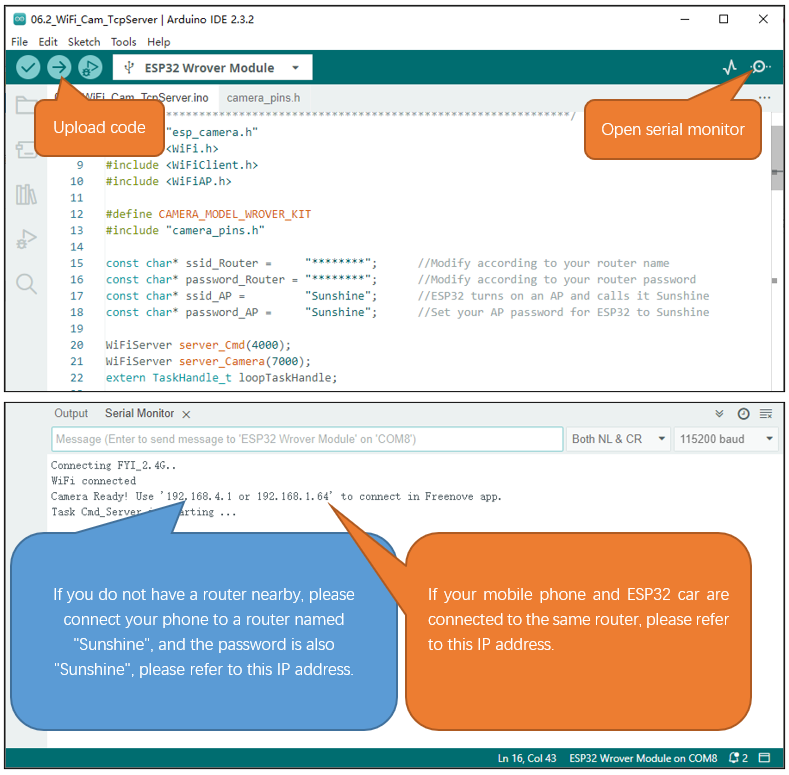 06.2_WiFi_Cam_TcpServer | Arduino IDE 2.3.2
File Edit Sketch Tools Help
ESP32 Wrover Module
WiFi_Cam_TcpServer.ino camera_pins.h
Upload code
Open serial monitor
**************************************************************/
"esp_camera.h"
<WiFi.h>
9 #include <WiFiClient.h>
10 #include <WiFiAP.h>
11
12 #define CAMERA_MODEL_WROVER_KIT
13 #include "camera_pins.h"
14
15 const char* ssid_Router = "********"; //Modify according to your router name
16 const char* password_Router = "********"; //Modify according to your router password
17 const char* ssid_AP = "Sunshine"; //ESP32 turns on an AP and calls it Sunshine
18 const char* password_AP = "Sunshine"; //Set your AP password for ESP32 to Sunshine
19
20 WiFiServer server_Cmd(4000);
21 WiFiServer server_Camera(7000);
22 extern TaskHandle_t loopTaskHandle;
Output Serial Monitor
Message (Enter to send message to 'ESP32 Wrover Module' on 'COM8') Both NL & CR 115200 baud
Connecting FYI_2.4G..
WiFi connected
Camera Ready! Use '192.168.4.1 or 192.168.1.64' to connect in Freenove app.
Task Cmd_Server arting ...
If you do not have a router nearby, please
connect your phone to a router named
"Sunshine", and the password is also
"Sunshine", please refer to this IP address.
If your mobile phone and ESP32 car are
connected to the same router, please refer
to this IP address.
Ln 16, Col 43 ESP32 Wrover Module on COM8 2